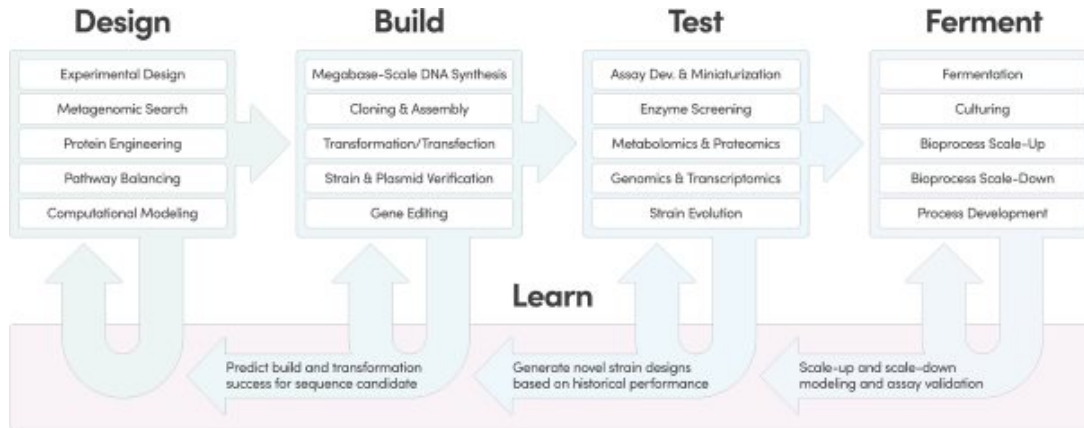 Design
Experimental Design
Metagenomic Search
Protein Engineering
Pathway Balancing
Computational Modeling
Build
Megabase-Scale DNA Synthesis
Cloning & Assembly
Transformation/Transfection
Strain & Plasmid Verification
Gene Editing
Test
Assay Dev. & Miniaturization
Enzyme Screening
Metabolomics & Proteomics
Genomics & Transcriptomics
Strain Evolution
Ferment
Fermentation
Culturing
Bioprocess Scale-Up
Bioprocess Scale-Down
Process Development
Learn
Predict build and transformation
success for sequence candidate
Generate novel strain designs
based on historical performance
Scale-up and scale-down
modeling and assay validation